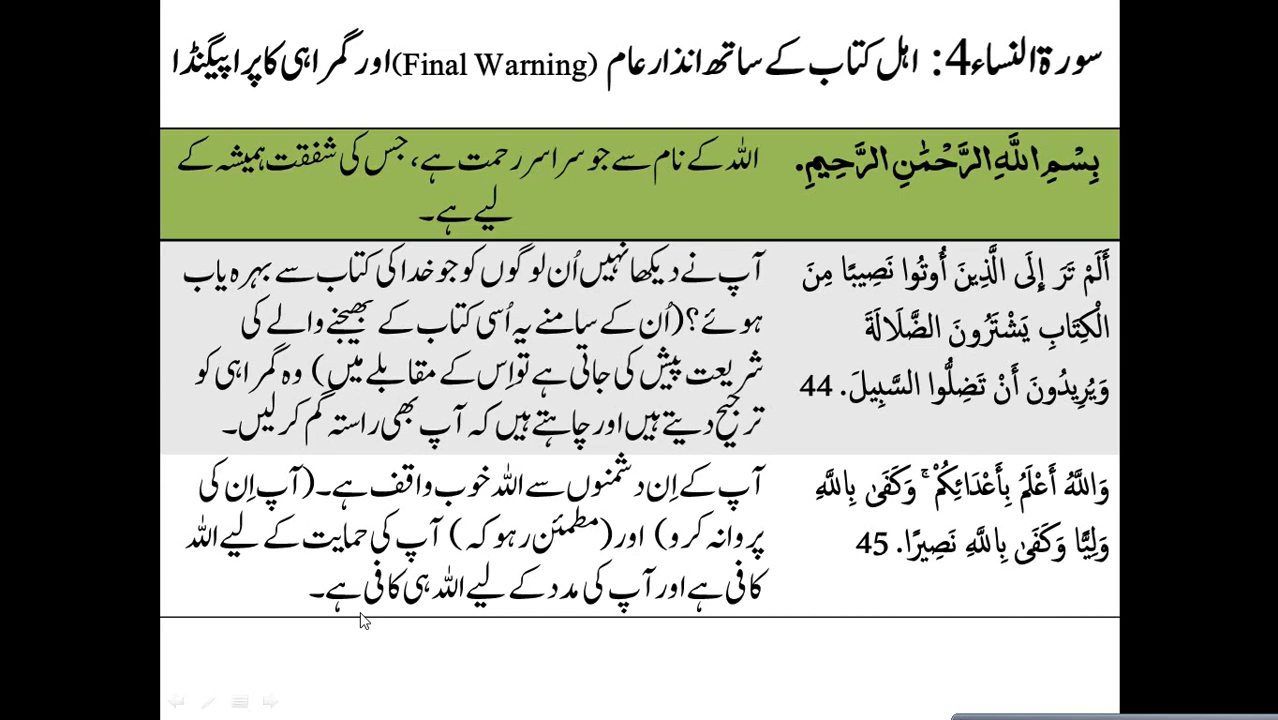 سورۃ النساء 4: اہل کتاب کے ساتھ انذار عام (Final Warning) اور گمراہی کا پراپیگنڈا
بِسْمِ اللَّهِ الرَّحْمَٰنِ الرَّحِيمِ.
اللہ کے نام سے جو سراسر رحمت ہے، جس کی شفقت ہمیشہ کے
لیے ہے۔
أَلَمْ تَرَ إِلَى الَّذِينَ أُوتُوا نَصِيبًا مِنَ
الْكِتَابِ يَشْتَرُونَ الضَّلَالَةَ
وَيُرِيدُونَ أَنْ تَضِلُّوا السَّبِيلَ. 44
آپ نے دیکھا نہیں اُن لوگوں کو جو خدا کی کتاب سے بہرہ یاب
ہوئے؟ (اُن کے سامنے یہ اُسی کتاب کے بھیجنے والے کی
شریعت پیش کی جاتی ہے تو اِس کے مقابلے میں) وہ گمراہی کو
ترجیح دیتے ہیں اور چاہتے ہیں کہ آپ بھی راستہ گم کر لیں۔
وَاللَّهُ أَعْلَمُ بِأَعْدَائِكُمْ ۚ وَكَفَىٰ بِاللَّهِ
وَلِيًّا وَكَفَىٰ بِاللَّهِ نَصِيرًا. 45
آپ کے اِن دشمنوں سے اللہ خوب واقف ہے۔ (آپ اِن کی
پروا نہ کرو) اور (مطمئن رہو کہ) آپ کی حمایت کے لیے اللہ
کافی ہے اور آپ کی مدد کے لیے اللہ ہی کافی ہے۔